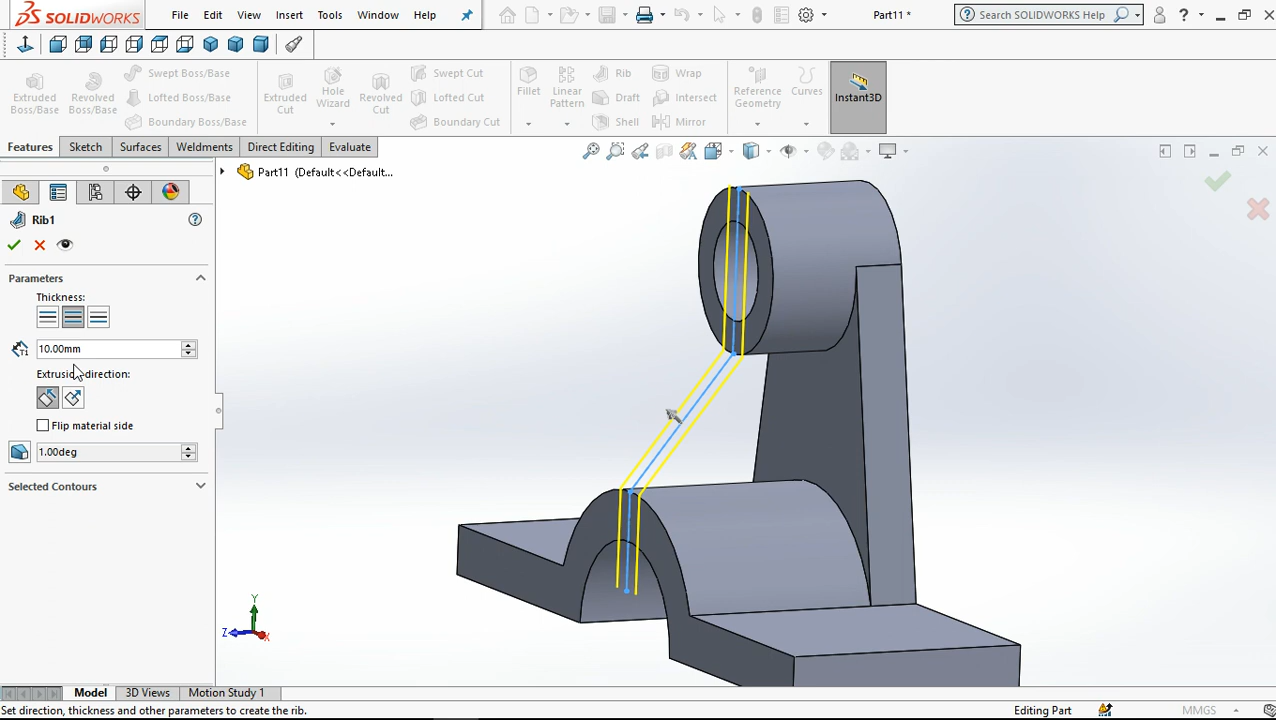 SOLIDWORKS File Edit View Insert Tools Window Help Part11 * Search SOLIDWORKS Help ?
Extruded Boss/Base
Revolved Boss/Base
Swept Boss/Base
Lofted Boss/Base
Boundary Boss/Base
Extruded Cut
Hole Wizard
Revolved Cut
Swept Cut
Lofted Cut
Boundary Cut
Fillet
Linear Pattern
Rib
Draft
Shell
Wrap
Intersect
Mirror
Reference Geometry
Curves
Instant3D
Features Sketch Surfaces Weldments Direct Editing Evaluate
Part11 (Default<<Default...
Rib1
Parameters
Thickness:
T1 10.00mm
Extrusion direction:
Flip material side
1.00deg
Selected Contours
Y
Z
X
Model 3D Views Motion Study 1
Set direction, thickness and other parameters to create the rib. Editing Part MMGS